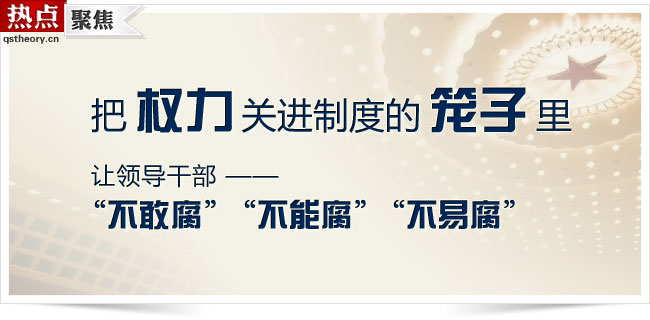 热点 聚焦
qstheory.cn
把权力关进制度的笼子里
让领导干部 ——
“不敢腐”“不能腐”“不易腐”